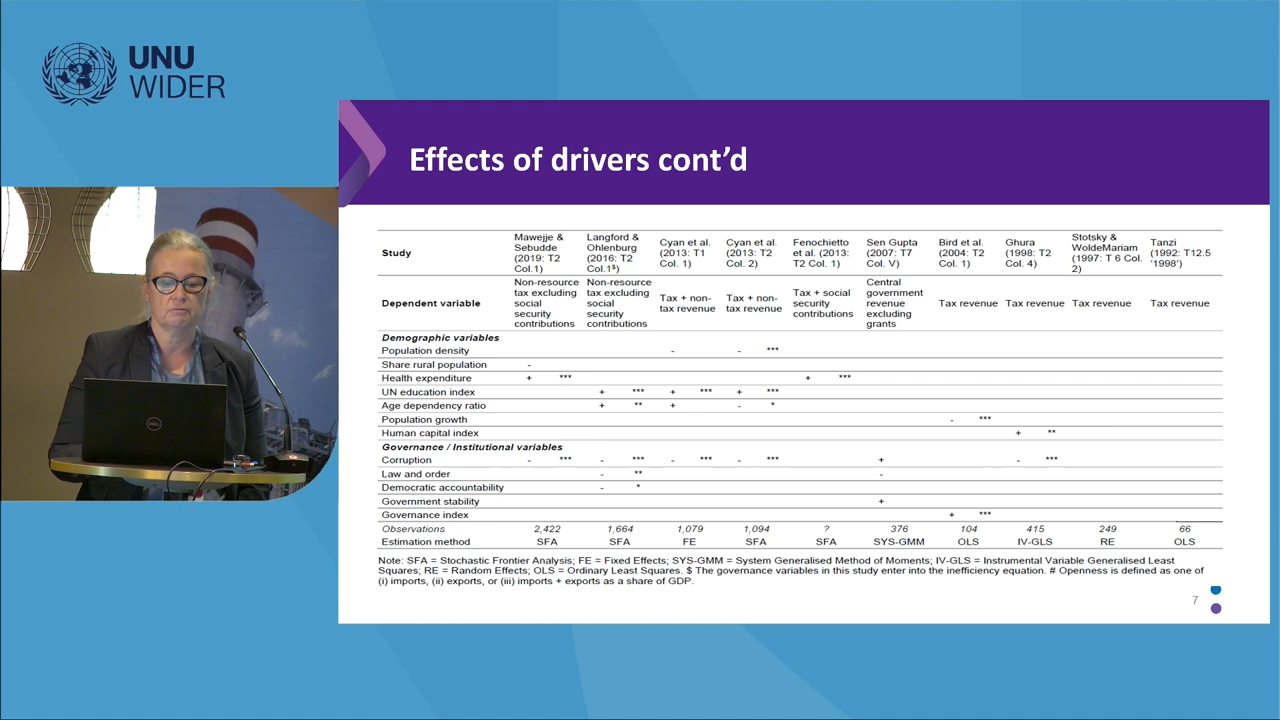 UNU
WIDER
Effects of drivers cont'd
Study
Mawejje & Sebudde (2019: T2 Col.1)
Langford & Ohlenburg (2016: T2 Col.1$)
Cyan et al. (2013: T1 Col. 1)
Cyan et al. (2013: T2 Col. 2)
Fenochietto et al. (2013: T2 Col. 1)
Sen Gupta (2007: T7 Col. V)
Bird et al. (2004: T2 Col. 1)
Ghura (1998: T2 Col. 4)
Stotsky & WoldeMariam (1997: T 6 Col. 2)
Tanzi (1992: T12.5 '1998')
Dependent variable
Non-resource tax excluding social security contributions
Non-resource tax excluding social security contributions
Tax + non-tax revenue
Tax + non-tax revenue
Tax + social security contributions
Central government revenue excluding grants
Tax revenue
Tax revenue
Tax revenue
Tax revenue
Demographic variables
Population density - - ***
Share rural population -
Health expenditure + *** + ***
UN education index + *** + *** + ***
Age dependency ratio + ** + - *
Population growth - ***
Human capital index + **
Governance / Institutional variables
Corruption - *** - *** - *** - *** + - ***
Law and order - ** -
Democratic accountability - *
Government stability +
Governance index + ***
Observations 2,422 1,664 1,079 1,094 ? 376 104 415 249 66
Estimation method SFA SFA FE SFA SFA SYS-GMM OLS IV-GLS RE OLS
Note: SFA = Stochastic Frontier Analysis; FE = Fixed Effects; SYS-GMM = System Generalised Method of Moments; IV-GLS = Instrumental Variable Generalised Least
Squares; RE = Random Effects; OLS = Ordinary Least Squares. $ The governance variables in this study enter into the inefficiency equation. # Openness is defined as one of
(i) imports, (ii) exports, or (iii) imports + exports as a share of GDP.
7
DELL